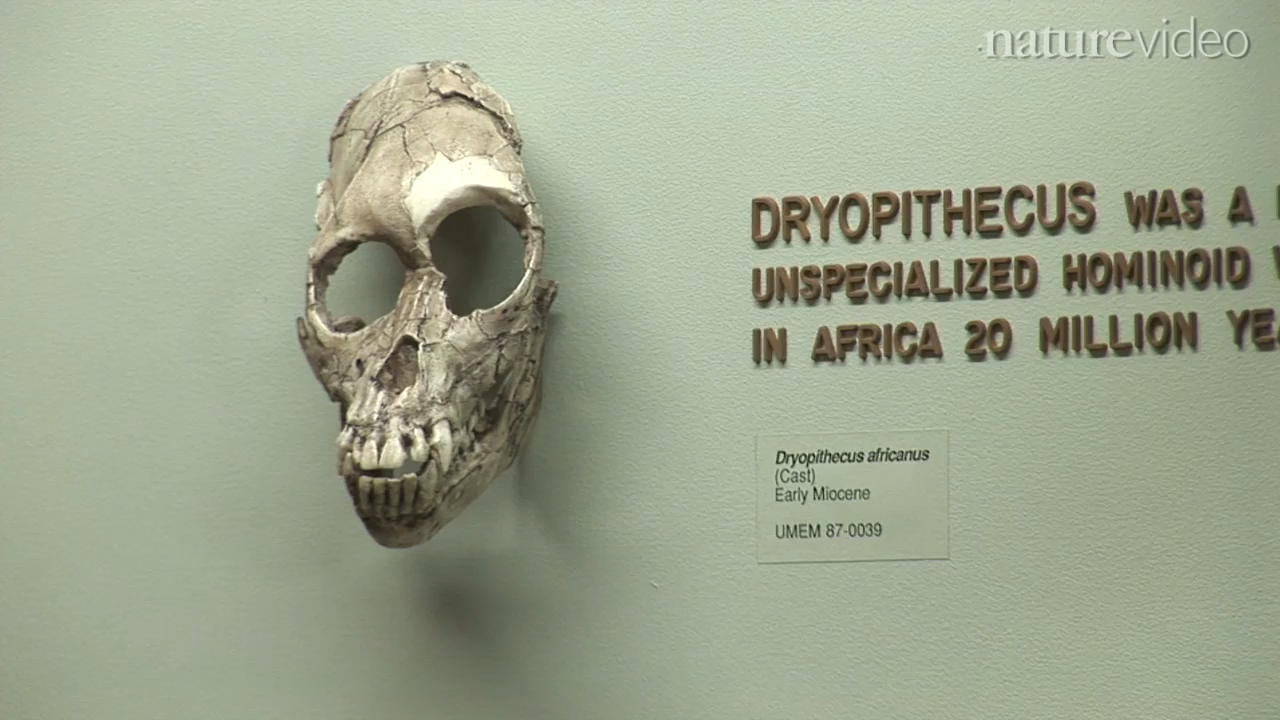 naturevideo
DRYOPITHECUS WAS A
UNSPECIALIZED HOMINOID
IN AFRICA 20 MILLION
Dryopithecus africanus
(Cast)
Early Miocene
UMEM 87-0039